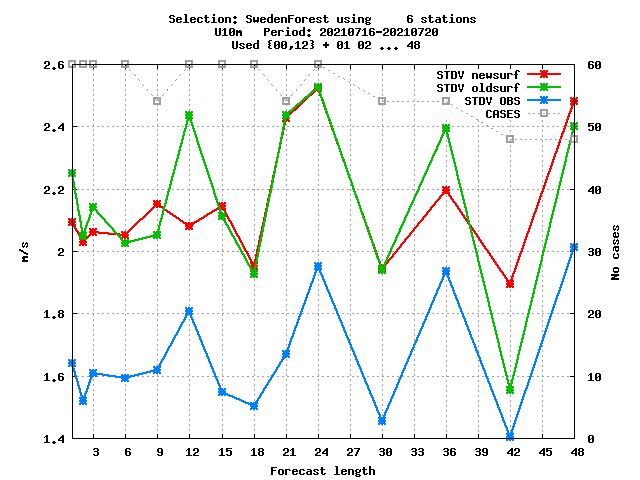 Selection: SwedenForest using     6 stations
U10m   Period: 20210716-20210720
Used {00,12} + 01 02 ... 48
2.6
2.4
2.2
2
1.8
1.6
1.4
m/s
60
50
40
30
20
10
0
No cases
STDV newsurf
STDV oldsurf
STDV OBS
CASES
3 6 9 12 15 18 21 24 27 30 33 36 39 42 45 48
Forecast length